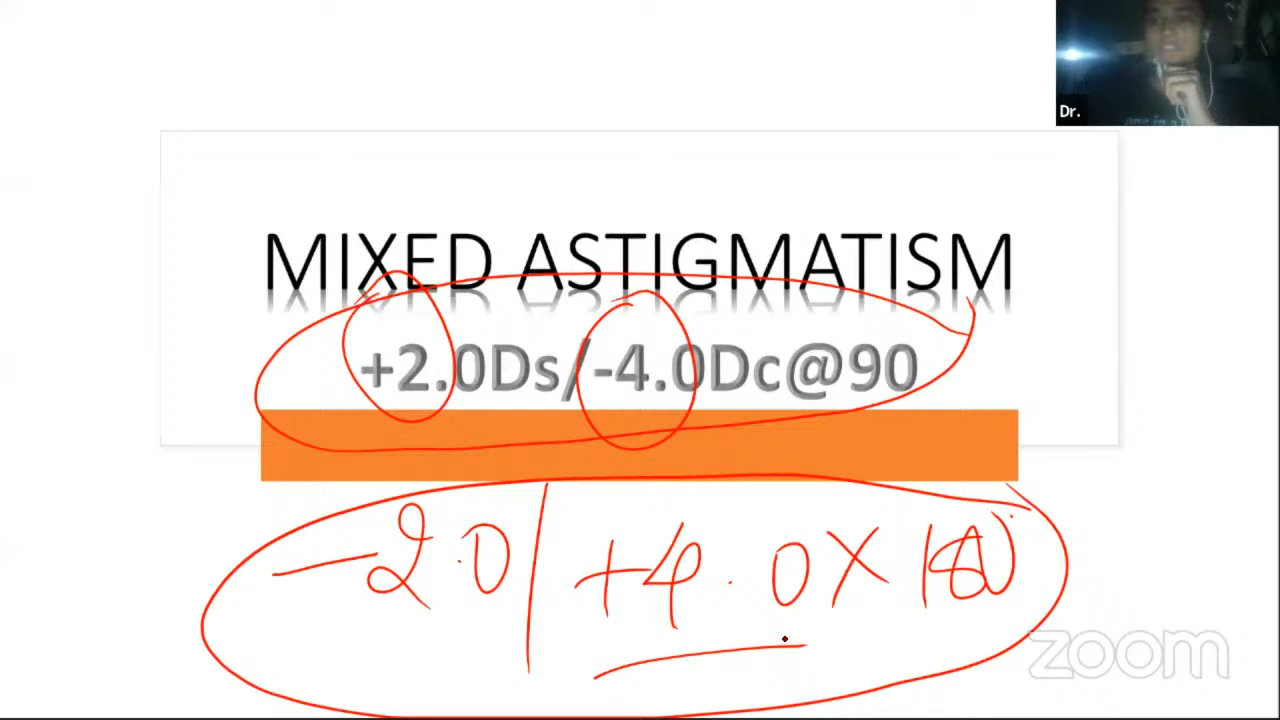 Dr.
MIXED ASTIGMATISM
+2.0Ds/-4.0Dc@90
-2.0 | +4.0 X 180
zoom